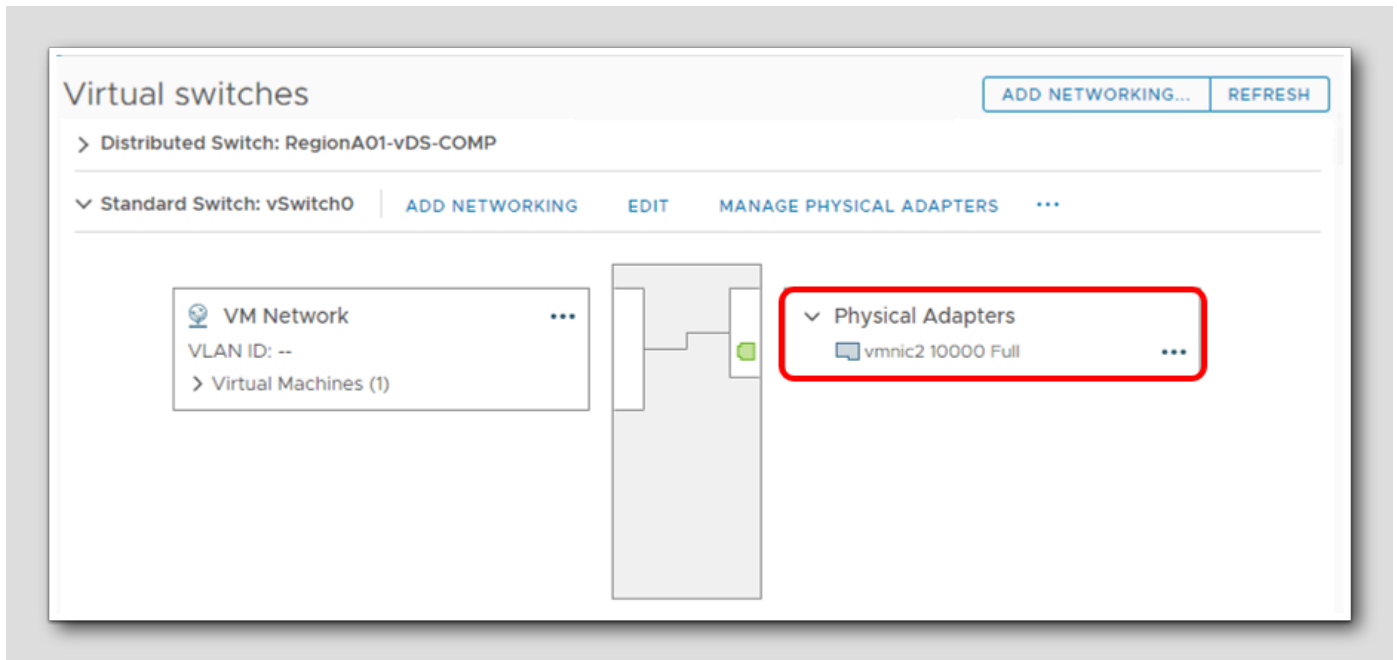 Virtual switches
ADD NETWORKING... REFRESH
Distributed Switch: RegionA01-vDS-COMP
Standard Switch: vSwitch0 ADD NETWORKING EDIT MANAGE PHYSICAL ADAPTERS ...
VM Network ...
VLAN ID: --
Virtual Machines (1)
Physical Adapters
vmnic2 10000 Full ...